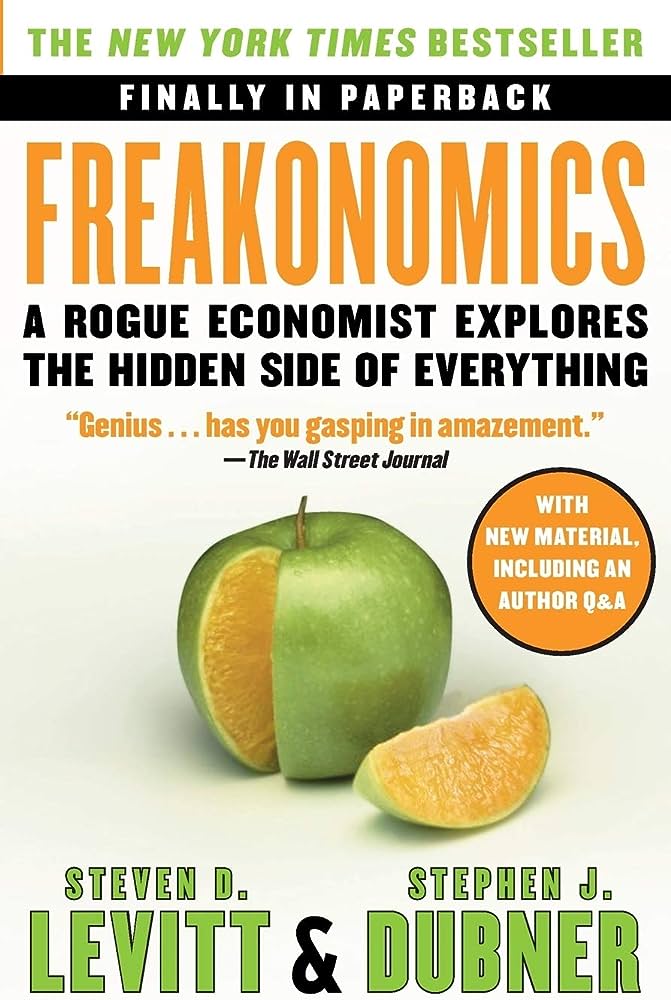 THE NEW YORK TIMES BESTSELLER
FINALLY IN PAPERBACK
FREAKONOMICS
A ROGUE ECONOMIST EXPLORES
THE HIDDEN SIDE OF EVERYTHING
“Genius . . . has you gasping in amazement.”
—The Wall Street Journal
WITH
NEW MATERIAL,
INCLUDING AN
AUTHOR Q&A
STEVEN D.
LEVITT
&
STEPHEN J.
DUBNER